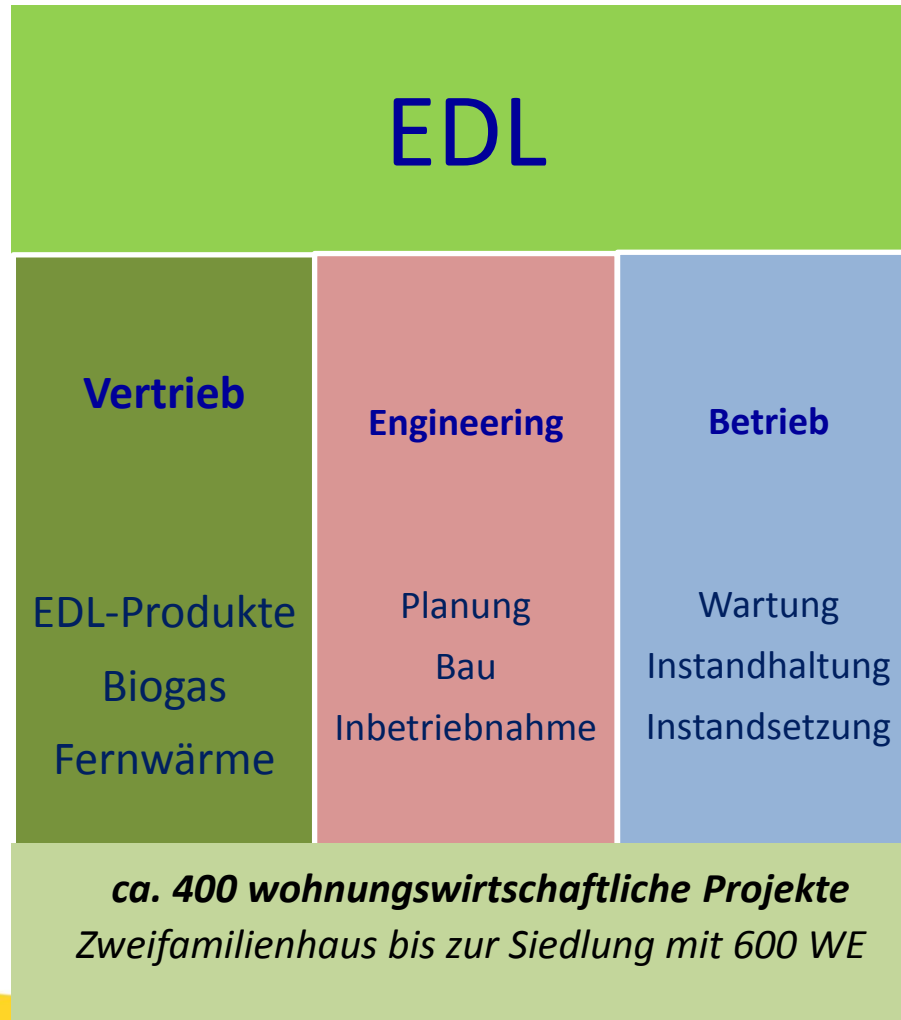 EDL
Vertrieb
EDL-Produkte
Biogas
Fernwärme
Engineering
Planung
Bau
Inbetriebnahme
Betrieb
Wartung
Instandhaltung
Instandsetzung
ca. 400 wohnungswirtschaftliche Projekte
Zweifamilienhaus bis zur Siedlung mit 600 WE